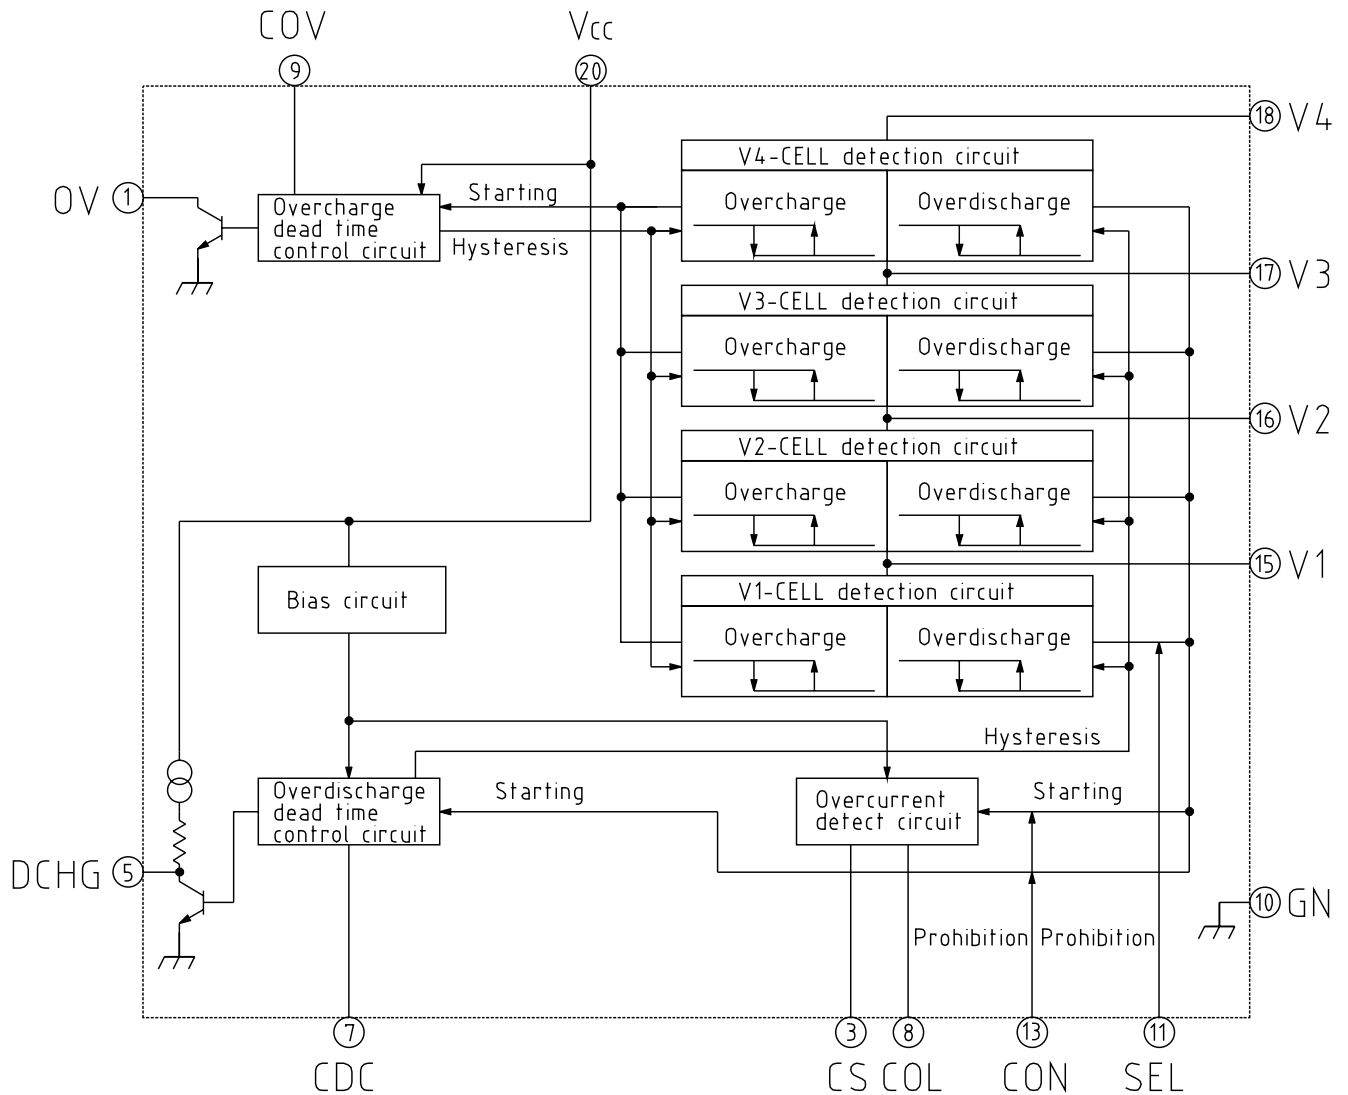 COV
Vcc
9
20
18 V4
V4-CELL detection circuit
OV 1
Starting
Overcharge
Overdischarge
Overcharge
dead time
control circuit
Hysteresis
17 V3
V3-CELL detection circuit
Overcharge
Overdischarge
16 V2
V2-CELL detection circuit
Overcharge
Overdischarge
15 V1
V1-CELL detection circuit
Bias circuit
Overcharge
Overdischarge
Hysteresis
Overdischarge
dead time
control circuit
Starting
Overcurrent
detect circuit
Starting
DCHG 5
10 GN
Prohibition
Prohibition
7
3
8
13
11
CDC
CS
COL
CON
SEL